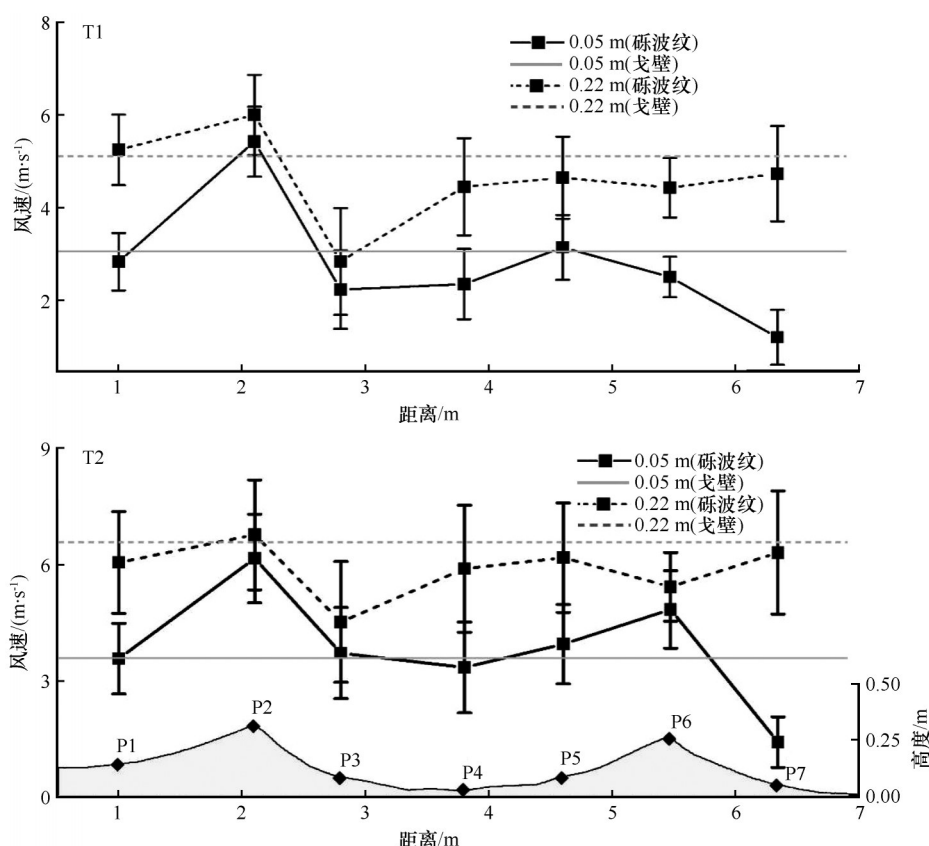 T1
8
6
4
2
风速/(m·s⁻¹)
0.05 m(砾波纹)
0.05 m(戈壁)
0.22 m(砾波纹)
0.22 m(戈壁)
1 2 3 4 5 6 7
距离/m
T2
9
6
3
0
风速/(m·s⁻¹)
0.05 m(砾波纹)
0.05 m(戈壁)
0.22 m(砾波纹)
0.22 m(戈壁)
P1
P2
P3
P4
P5
P6
P7
0.50
0.25
0.00
高度/m
1 2 3 4 5 6 7
距离/m